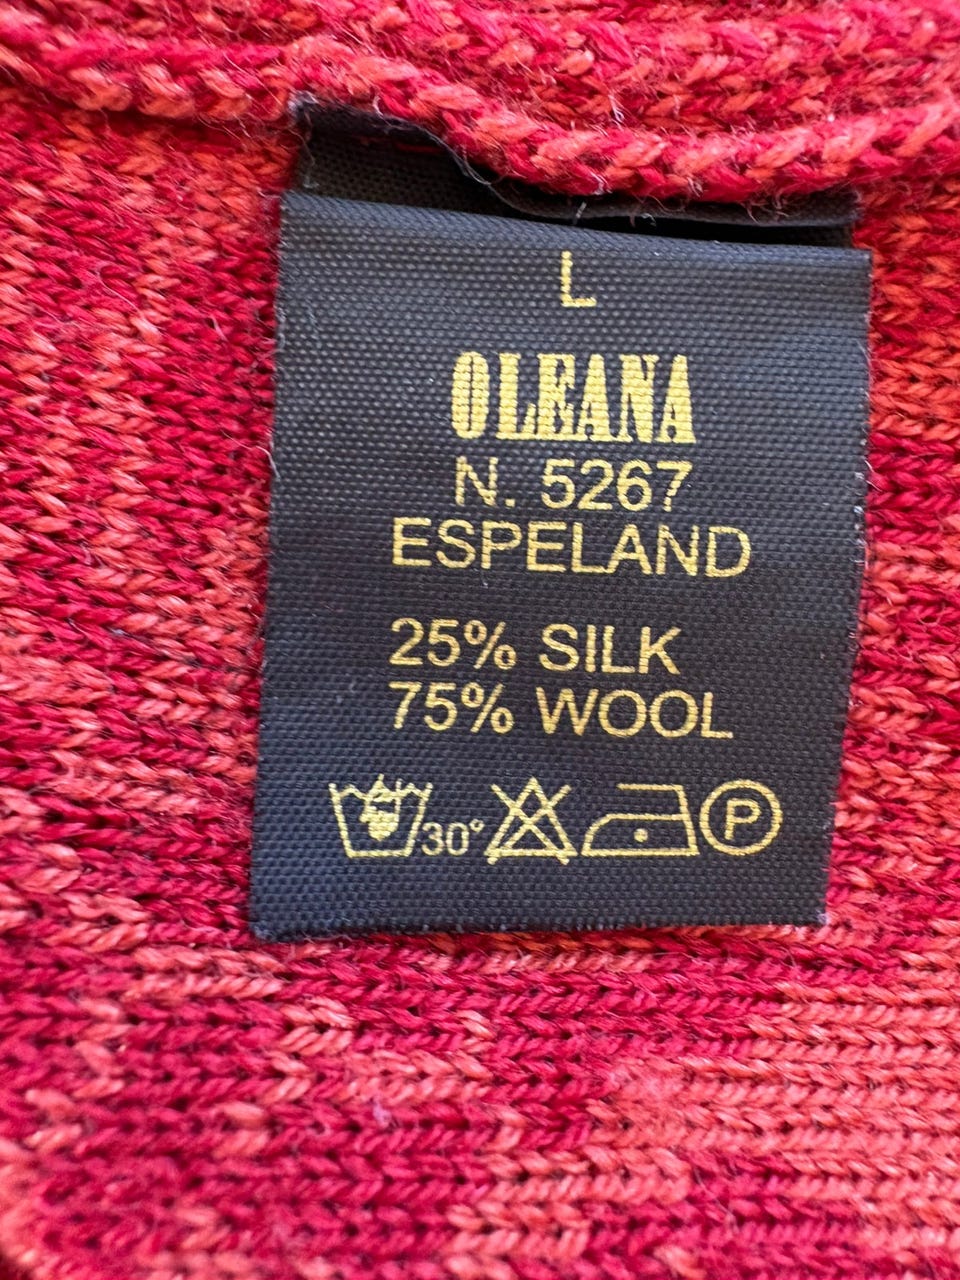 L
OLEANA
N. 5267
ESPELAND
25% SILK
75% WOOL
30° P